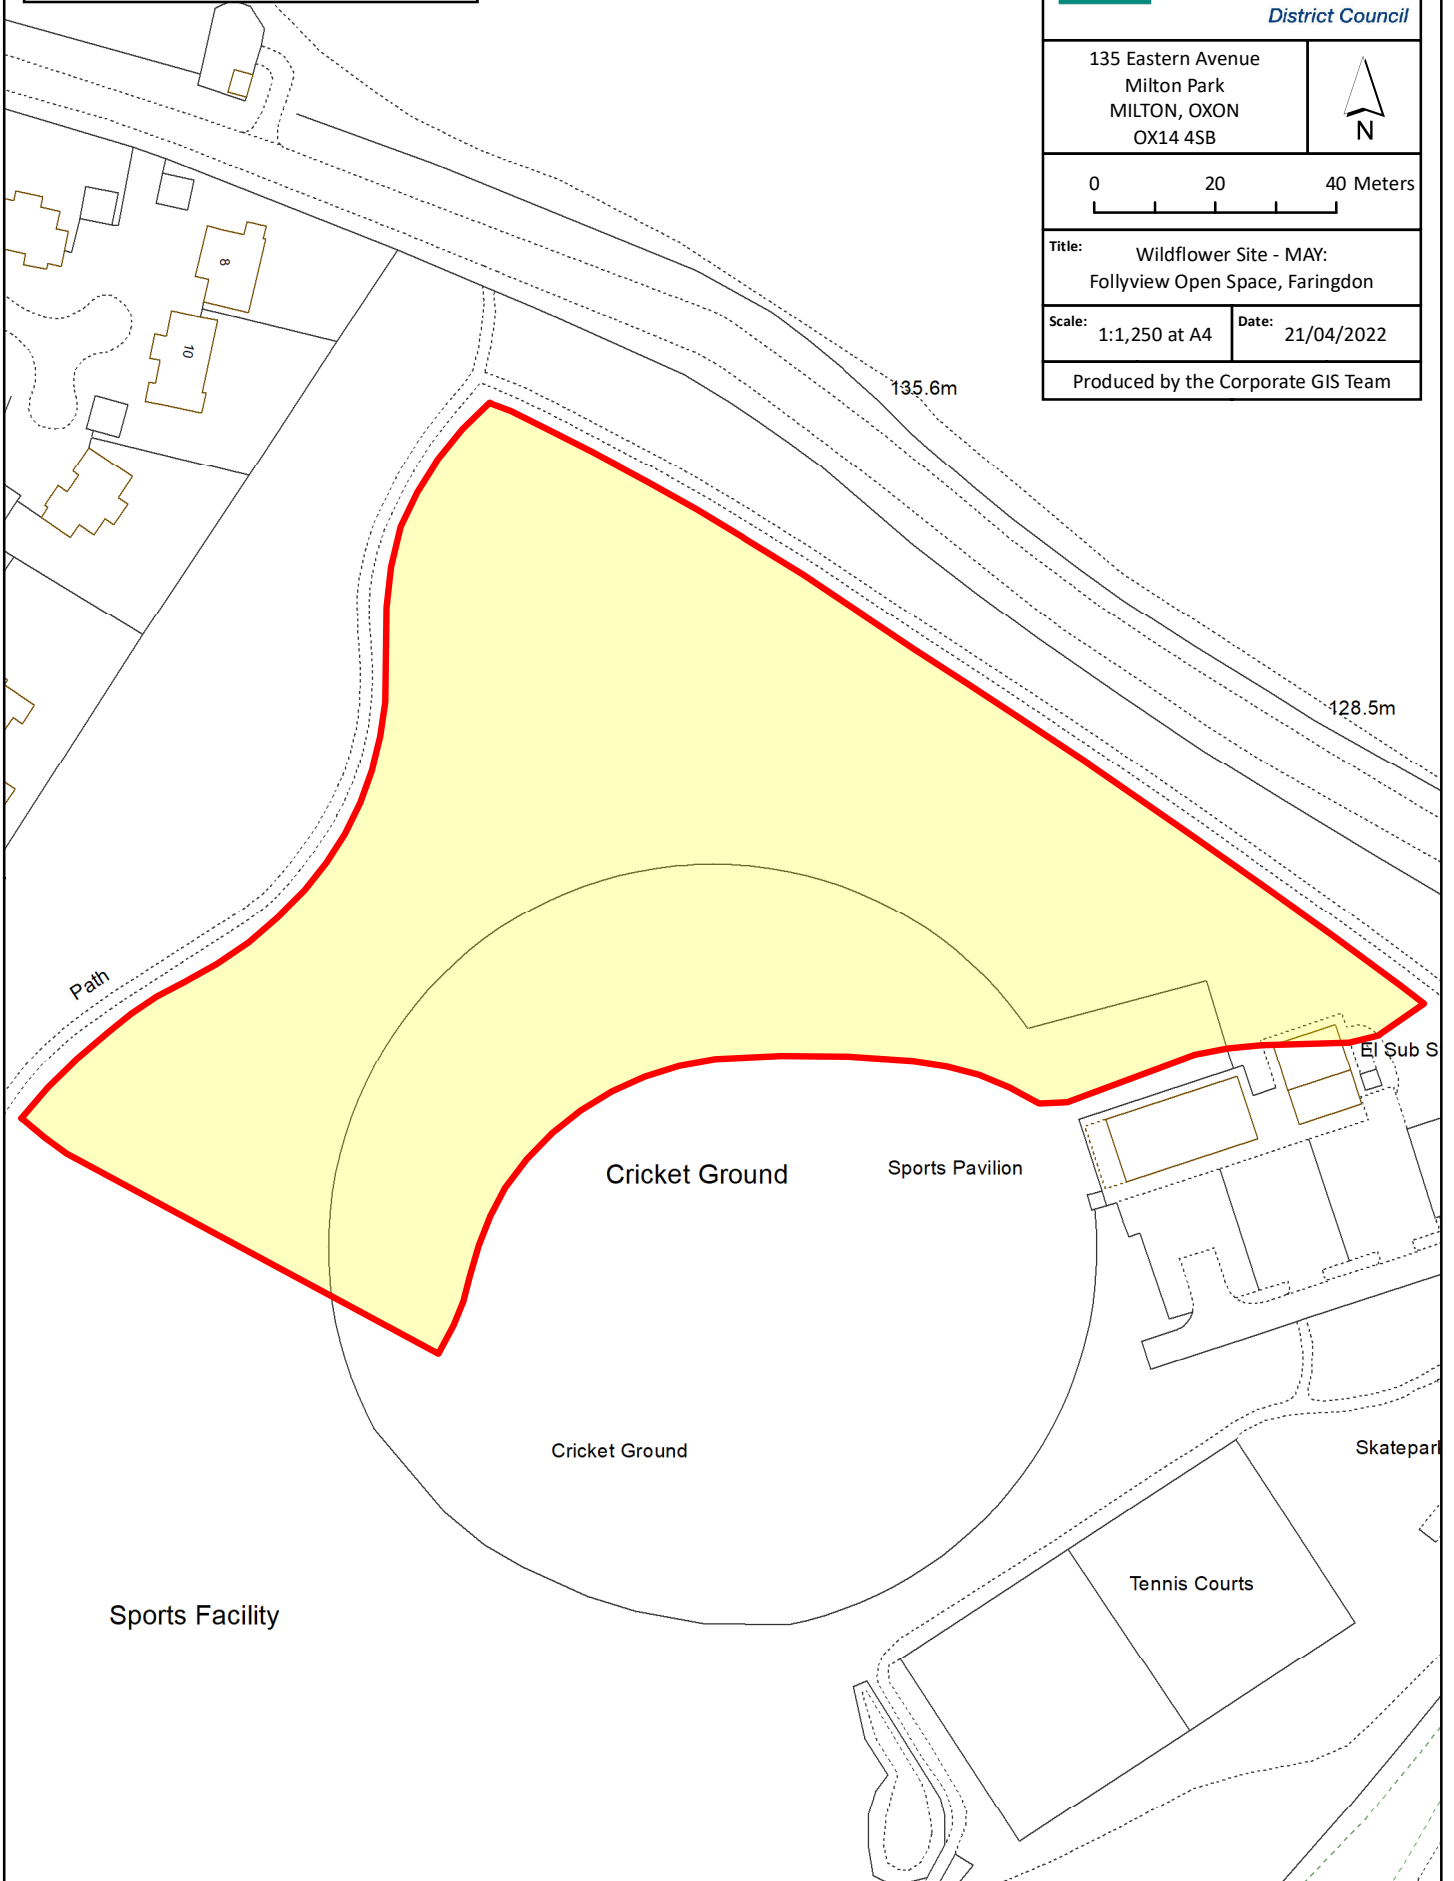 District Council
135 Eastern Avenue
Milton Park
MILTON, OXON
OX14 4SB
N
0 20 40 Meters
Title: Wildflower Site - MAY:
Follyview Open Space, Faringdon
Scale: 1:1,250 at A4
Date: 21/04/2022
Produced by the Corporate GIS Team
8
10
135.6m
128.5m
Path
El Sub S
Cricket Ground
Sports Pavilion
Cricket Ground
Skatepark
Tennis Courts
Sports Facility